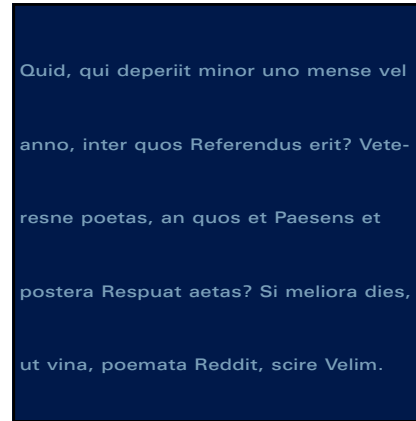 Quid, qui deperiit minor uno mense vel
anno, inter quos Referendus erit? Vete-
resne poetas, an quos et Paesens et
postera Respuat aetas? Si meliora dies,
ut vina, poemata Reddit, scire Velim.